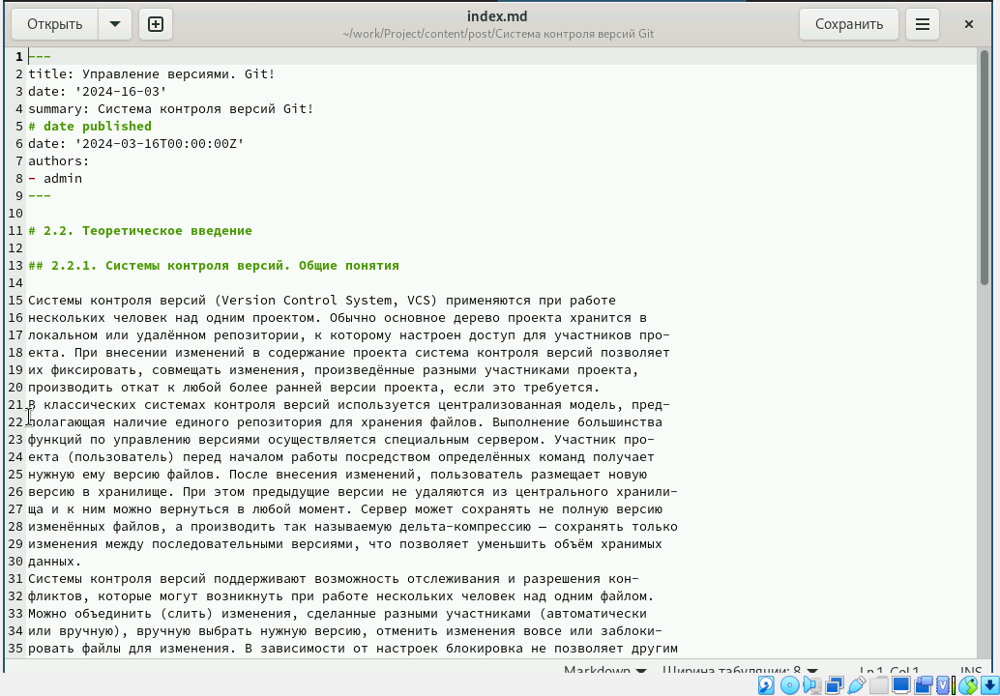 Открыть
index.md
~/work/Project/content/post/Система контроля версий Git
Сохранить
1 ---
2 title: Управление версиями. Git!
3 date: '2024-16-03'
4 summary: Система контроля версий Git!
5 # date published
6 date: '2024-03-16T00:00:00Z'
7 authors:
8 - admin
9 ---
10
11 # 2.2. Теоретическое введение
12
13 ## 2.2.1. Системы контроля версий. Общие понятия
14
15 Системы контроля версий (Version Control System, VCS) применяются при работе
16 нескольких человек над одним проектом. Обычно основное дерево проекта хранится в
17 локальном или удалённом репозитории, к которому настроен доступ для участников про-
18 екта. При внесении изменений в содержание проекта система контроля версий позволяет
19 их фиксировать, совмещать изменения, произведённые разными участниками проекта,
20 производить откат к любой более ранней версии проекта, если это требуется.
21 В классических системах контроля версий используется централизованная модель, пред-
22 полагающая наличие единого репозитория для хранения файлов. Выполнение большинства
23 функций по управлению версиями осуществляется специальным сервером. Участник про-
24 екта (пользователь) перед началом работы посредством определённых команд получает
25 нужную ему версию файлов. После внесения изменений, пользователь размещает новую
26 версию в хранилище. При этом предыдущие версии не удаляются из центрального хранили-
27 ща и к ним можно вернуться в любой момент. Сервер может сохранять не полную версию
28 изменённых файлов, а производить так называемую дельта-компрессию — сохранять только
29 изменения между последовательными версиями, что позволяет уменьшить объём хранимых
30 данных.
31 Системы контроля версий поддерживают возможность отслеживания и разрешения кон-
32 фликтов, которые могут возникнуть при работе нескольких человек над одним файлом.
33 Можно объединить (слить) изменения, сделанные разными участниками (автоматически
34 или вручную), вручную выбрать нужную версию, отменить изменения вовсе или заблоки-
35 ровать файлы для изменения. В зависимости от настроек блокировка не позволяет другим
Markdown Ширина табуляции: 8 Ln 1, Col 1 INS